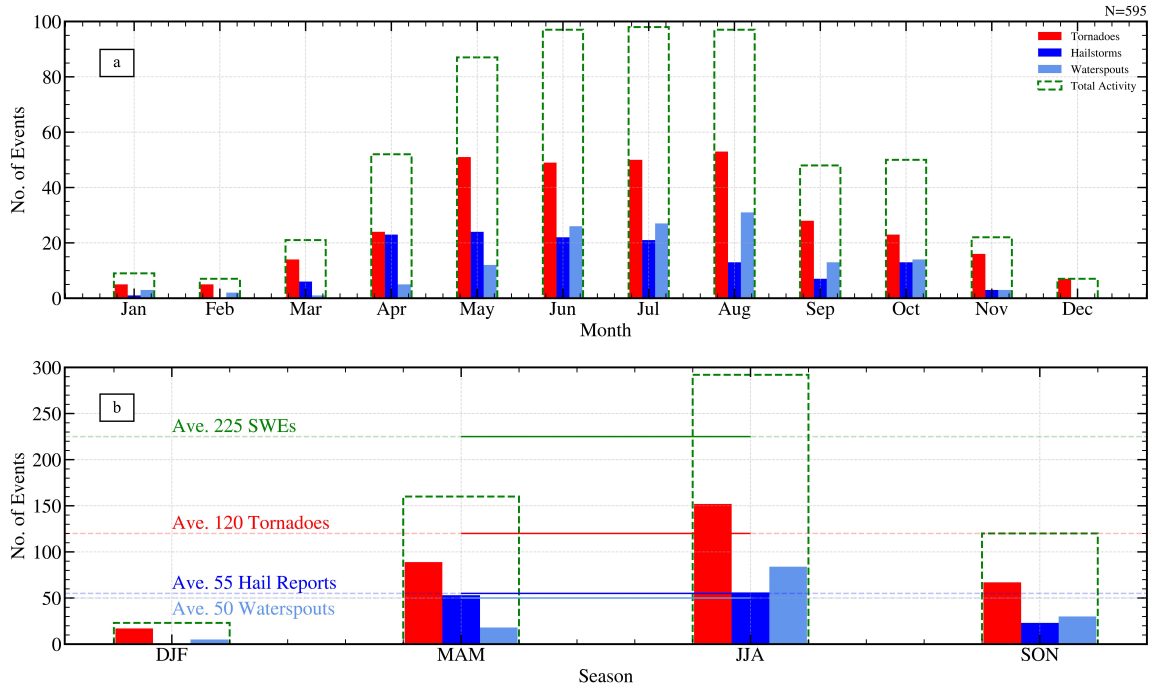 N=595
a
Tornadoes
Hailstorms
Waterspouts
Total Activity
100
80
60
40
20
0
No. of Events
Jan Feb Mar Apr May Jun Jul Aug Sep Oct Nov Dec
Month
b
300
250
200
150
100
50
0
No. of Events
Ave. 225 SWEs
Ave. 120 Tornadoes
Ave. 55 Hail Reports
Ave. 50 Waterspouts
DJF MAM JJA SON
Season